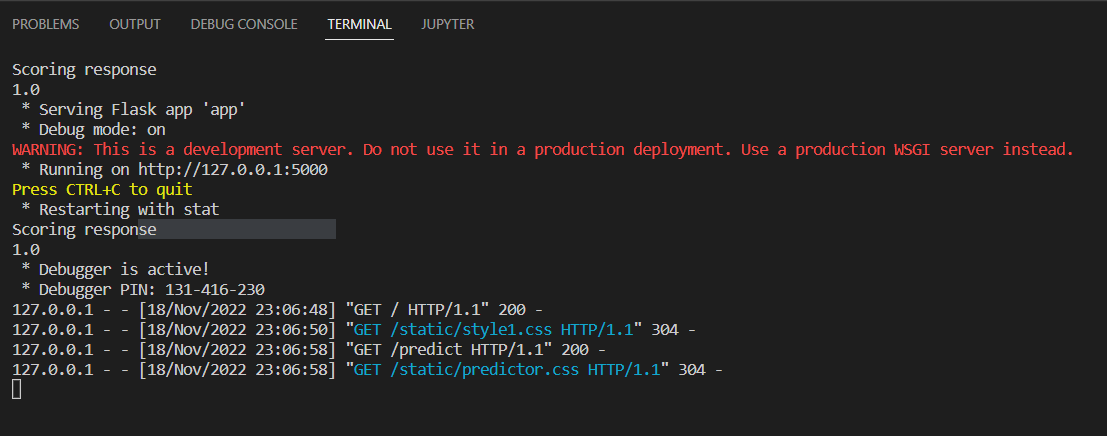 PROBLEMS OUTPUT DEBUG CONSOLE TERMINAL JUPYTER
Scoring response
1.0
 * Serving Flask app 'app'
 * Debug mode: on
WARNING: This is a development server. Do not use it in a production deployment. Use a production WSGI server instead.
 * Running on http://127.0.0.1:5000
Press CTRL+C to quit
 * Restarting with stat
Scoring response
1.0
 * Debugger is active!
 * Debugger PIN: 131-416-230
127.0.0.1 - - [18/Nov/2022 23:06:48] "GET / HTTP/1.1" 200 -
127.0.0.1 - - [18/Nov/2022 23:06:50] "GET /static/style1.css HTTP/1.1" 304 -
127.0.0.1 - - [18/Nov/2022 23:06:58] "GET /predict HTTP/1.1" 200 -
127.0.0.1 - - [18/Nov/2022 23:06:58] "GET /static/predictor.css HTTP/1.1" 304 -